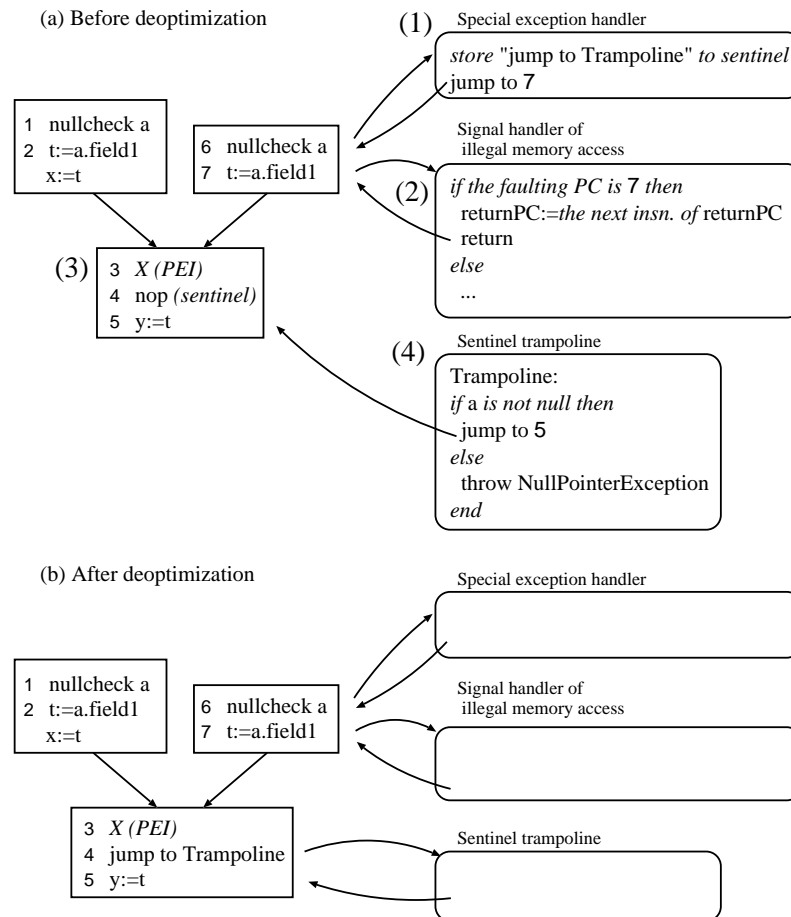 (a) Before deoptimization
(1)
Special exception handler
store "jump to Trampoline" to sentinel
jump to 7
1 nullcheck a
2 t:=a.field1
x:=t
6 nullcheck a
7 t:=a.field1
Signal handler of
illegal memory access
(2)
if the faulting PC is 7 then
returnPC:=the next insn. of returnPC
return
else
...
(3)
3 X (PEI)
4 nop (sentinel)
5 y:=t
(4)
Sentinel trampoline
Trampoline:
if a is not null then
jump to 5
else
throw NullPointerException
end
(b) After deoptimization
Special exception handler
1 nullcheck a
2 t:=a.field1
x:=t
6 nullcheck a
7 t:=a.field1
Signal handler of
illegal memory access
3 X (PEI)
4 jump to Trampoline
5 y:=t
Sentinel trampoline